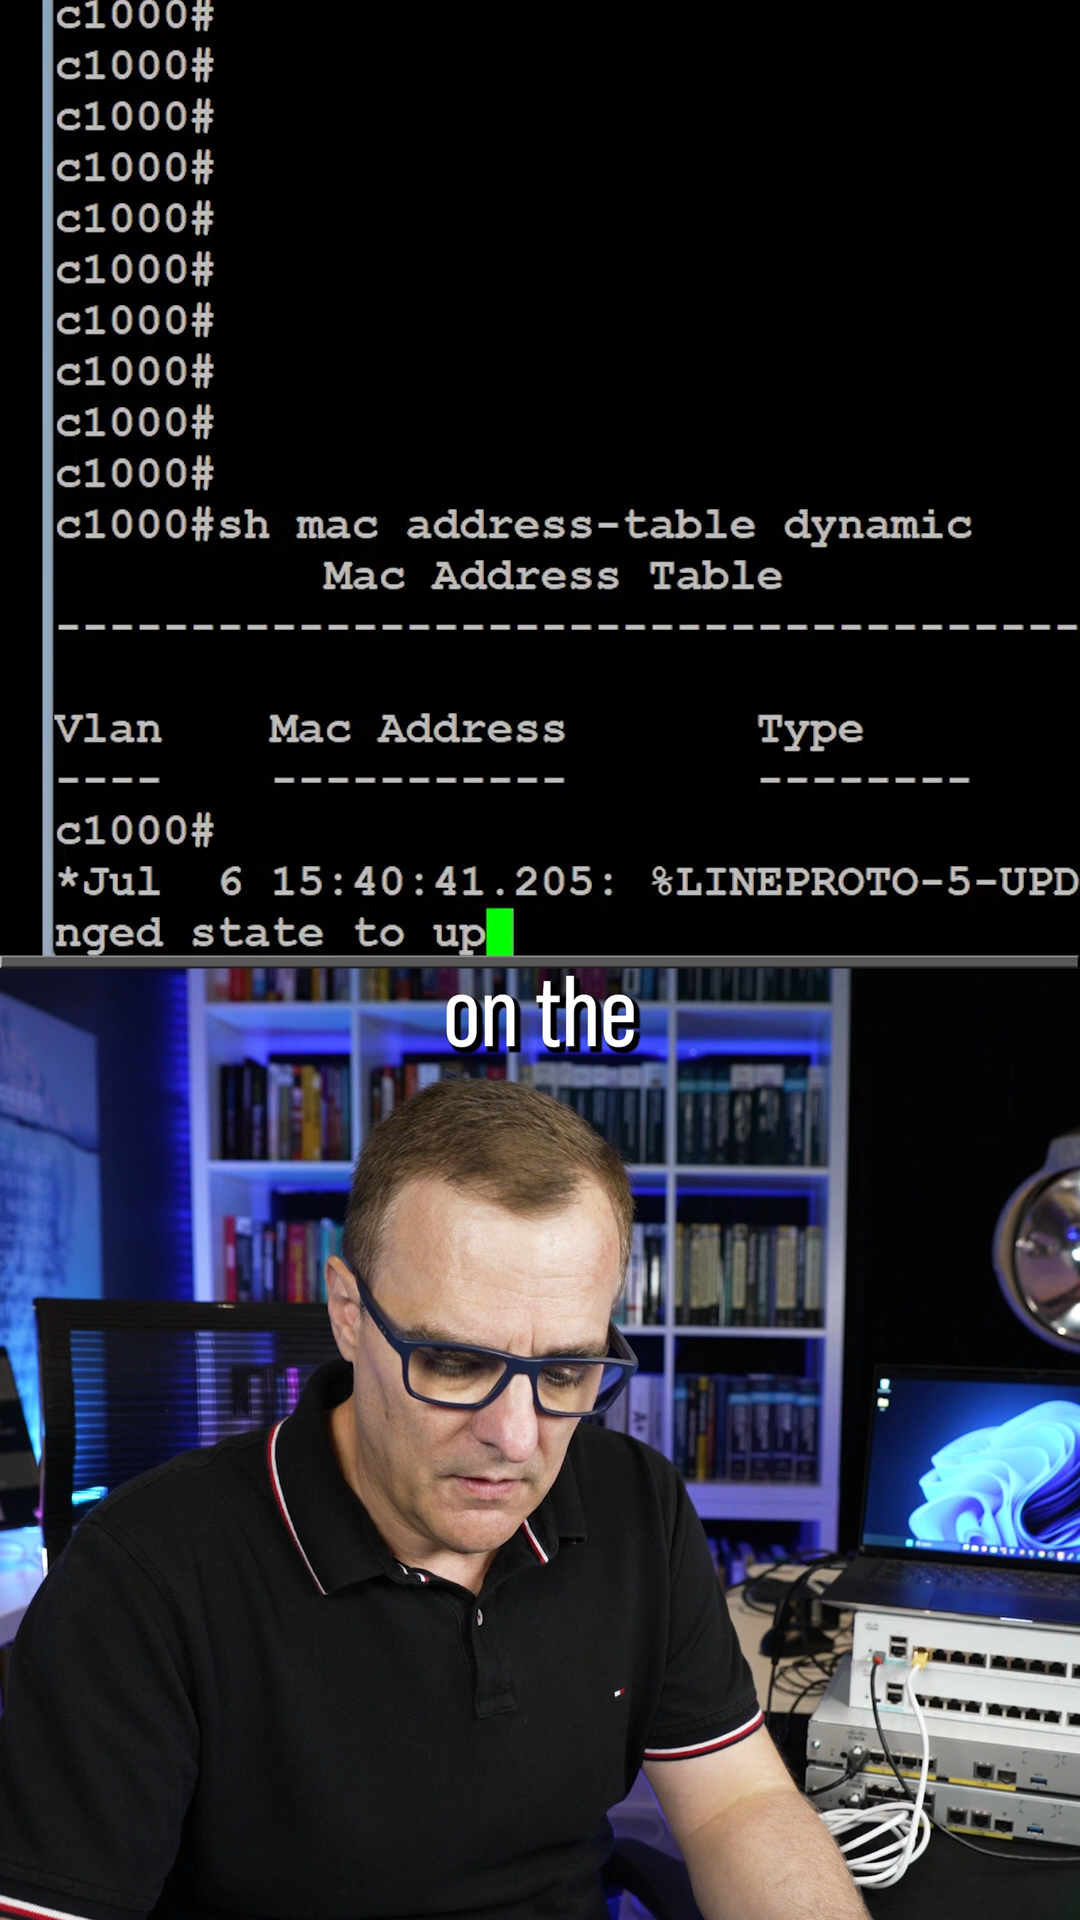 c1000#
c1000#
c1000#
c1000#
c1000#
c1000#
c1000#
c1000#
c1000#
c1000#
c1000#sh mac address-table dynamic
Mac Address Table
-----------------------------------------
Vlan Mac Address Type
---- ----------- --------
c1000#
*Jul 6 15:40:41.205: %LINEPROTO-5-UPD
nged state to up
on the